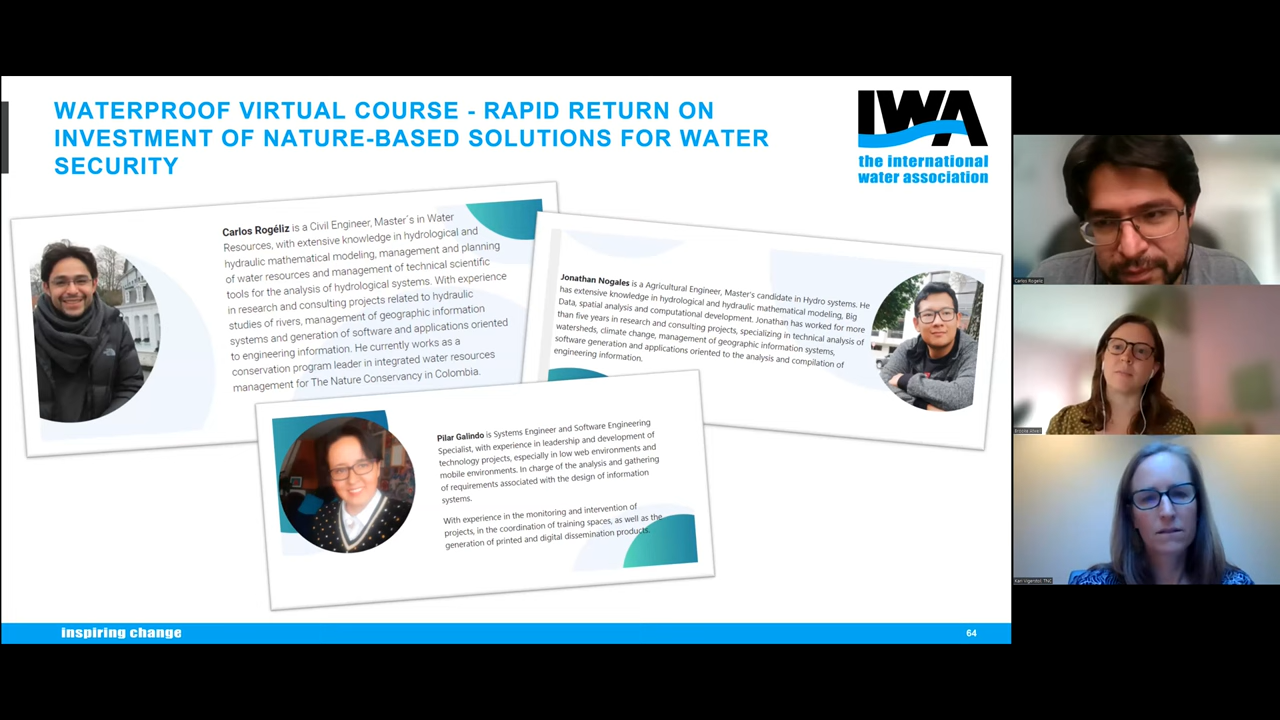 WATERPROOF VIRTUAL COURSE - RAPID RETURN ON
INVESTMENT OF NATURE-BASED SOLUTIONS FOR WATER
SECURITY
IWA
the international
water association
Carlos Rogéliz is a Civil Engineer, Master´s in Water
Resources, with extensive knowledge in hydrological and
hydraulic mathematical modeling, management and planning
of water resources and management of technical scientific
tools for the analysis of hydrological systems. With experience
in research and consulting projects related to hydraulic
studies of rivers, management of geographic information
systems and generation of software and applications oriented
to engineering information. He currently works as a
conservation program leader in integrated water resources
management for The Nature Conservancy in Colombia.
Jonathan Nogales is a Agricultural Engineer, Master's candidate in Hydro systems. He
has extensive knowledge in hydrological and hydraulic mathematical modeling, Big
Data, spatial analysis and computational development. Jonathan has worked for more
than five years in research and consulting projects, specializing in technical analysis of
watersheds, climate change, management of geographic information systems,
software generation and applications oriented to the analysis and compilation of
engineering information.
Pilar Galindo is Systems Engineer and Software Engineering
Specialist, with experience in leadership and development of
technology projects, especially in low web environments and
mobile environments. In charge of the analysis and gathering
of requirements associated with the design of information
systems.
With experience in the monitoring and intervention of
projects, in the coordination of training spaces, as well as the
generation of printed and digital dissemination products.
inspiring change
64
Carlos Rogeliz
Kari Vigerstol, TNC